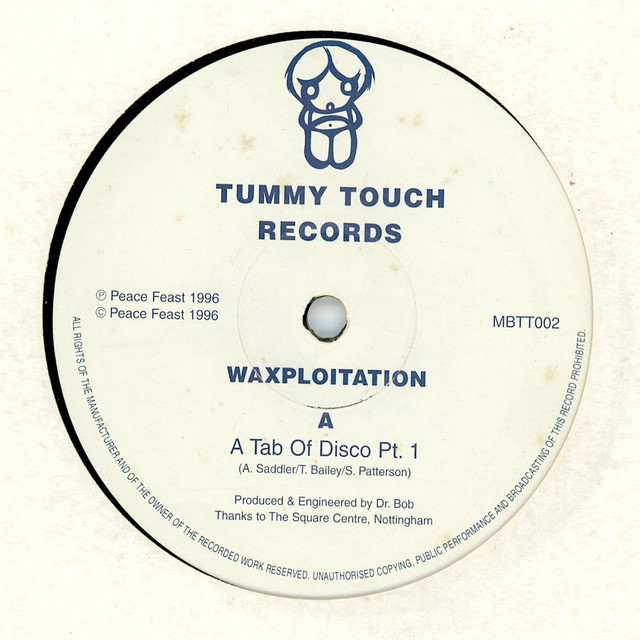 TUMMY TOUCH
RECORDS
℗ Peace Feast 1996
© Peace Feast 1996
MBTT002
WAXPLOITATION
A
A Tab Of Disco Pt. 1
(A. Saddler/T. Bailey/S. Patterson)
Produced & Engineered by Dr. Bob
Thanks to The Square Centre, Nottingham
ALL RIGHTS OF THE MANUFACTURER AND OF THE OWNER OF THE RECORDED WORK RESERVED. UNAUTHORISED COPYING, PUBLIC PERFORMANCE AND BROADCASTING OF THIS RECORD PROHIBITED.